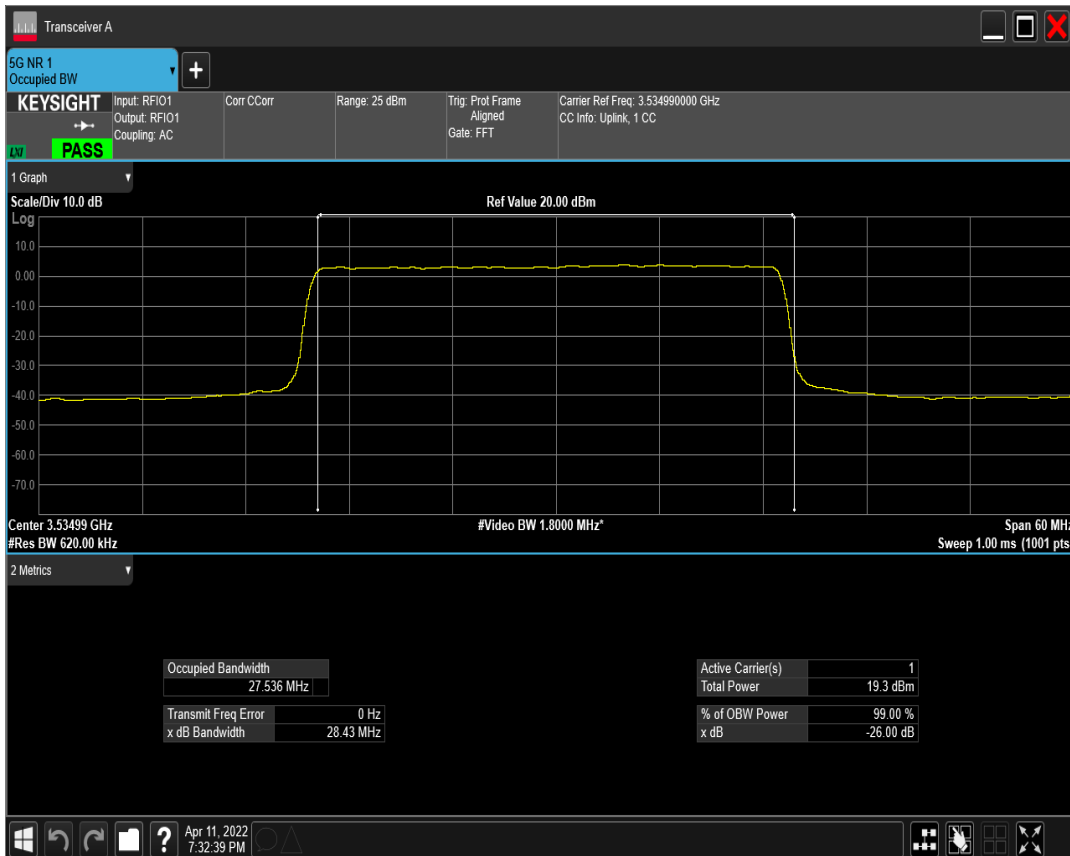 Transceiver A
5G NR 1
Occupied BW
+
KEYSIGHT
LXI
PASS
Input: RFIO1
Output: RFIO1
Coupling: AC
Corr CCorr
Range: 25 dBm
Trig: Prot Frame
Aligned
Gate: FFT
Carrier Ref Freq: 3.534990000 GHz
CC Info: Uplink, 1 CC
1 Graph
Scale/Div 10.0 dB
Ref Value 20.00 dBm
Log
10.0
0.00
-10.0
-20.0
-30.0
-40.0
-50.0
-60.0
-70.0
Center 3.53499 GHz
#Video BW 1.8000 MHz*
Span 60 MHz
#Res BW 620.00 kHz
Sweep 1.00 ms (1001 pts
2 Metrics
Occupied Bandwidth
27.536 MHz
Transmit Freq Error 0 Hz
x dB Bandwidth 28.43 MHz
Active Carrier(s) 1
Total Power 19.3 dBm
% of OBW Power 99.00 %
x dB -26.00 dB
?
Apr 11, 2022
7:32:39 PM